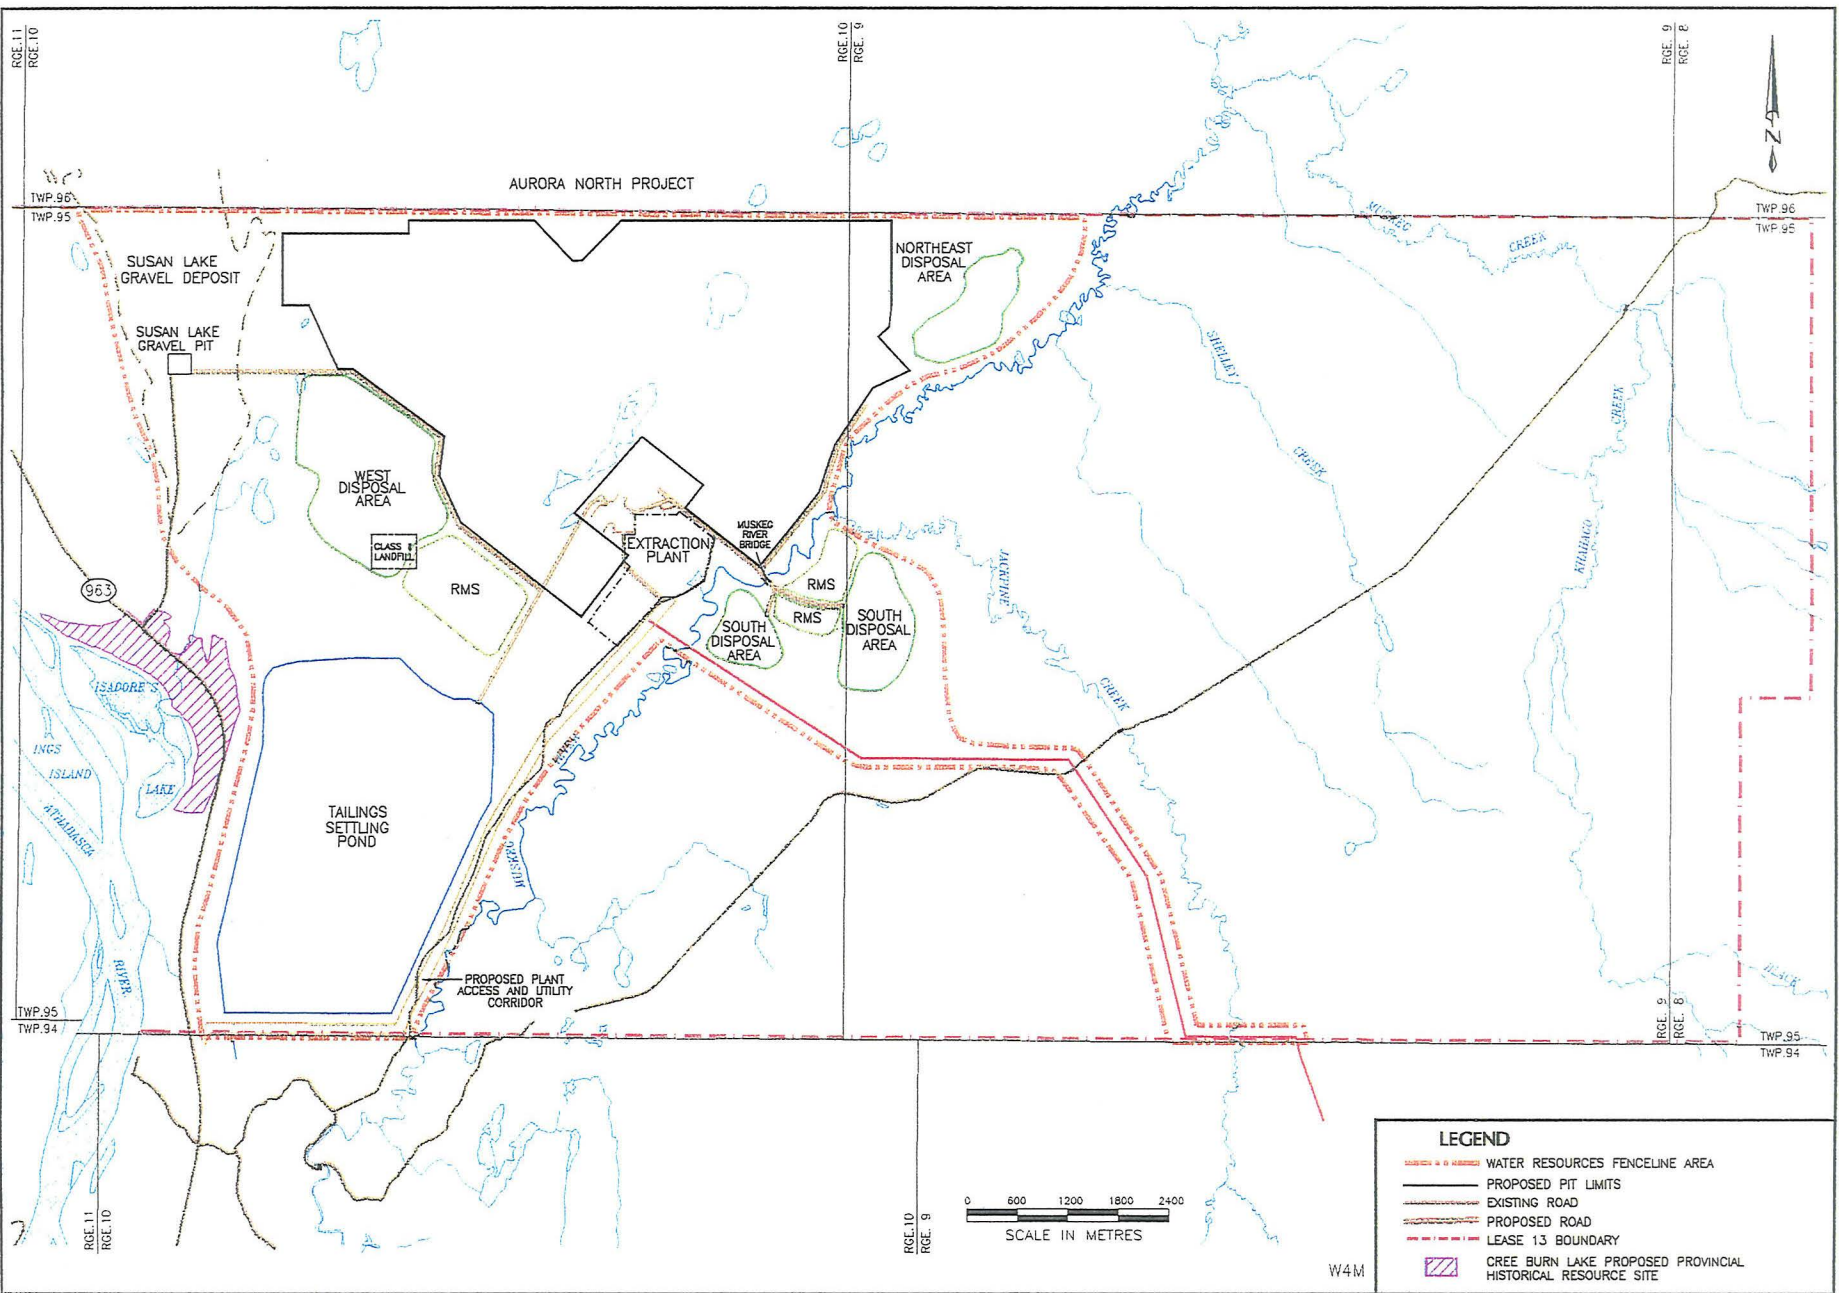 RGE.11
RGE.10
RGE.10
RGE. 9
RGE. 9
RGE. 8
N
AURORA NORTH PROJECT
TWP.96
TWP.95
TWP.96
TWP.95
MUSKEG
CREEK
SUSAN LAKE
GRAVEL DEPOSIT
NORTHEAST
DISPOSAL
AREA
SUSAN LAKE
GRAVEL PIT
SHELLEY
CREEK
CREEK
KHAHAGO
WEST
DISPOSAL
AREA
CLASS II
LANDFILL
RMS
EXTRACTION
PLANT
MUSKEG
RIVER
BRIDGE
RMS
RMS
SOUTH
DISPOSAL
AREA
SOUTH
DISPOSAL
AREA
JACKPINE
CREEK
963
ISADORE'S
LAKE
INGS
ISLAND
ATHABASCA
RIVER
TAILINGS
SETTLING
POND
RIVER
MUSKEG
PROPOSED PLANT
ACCESS AND UTILITY
CORRIDOR
BLACK
TWP.95
TWP.94
RGE. 9
RGE. 8
TWP.95
TWP.94
RGE.11
RGE.10
RGE.10
RGE. 9
0 600 1200 1800 2400
SCALE IN METRES
W4M
LEGEND
WATER RESOURCES FENCELINE AREA
PROPOSED PIT LIMITS
EXISTING ROAD
PROPOSED ROAD
LEASE 13 BOUNDARY
CREE BURN LAKE PROPOSED PROVINCIAL
HISTORICAL RESOURCE SITE